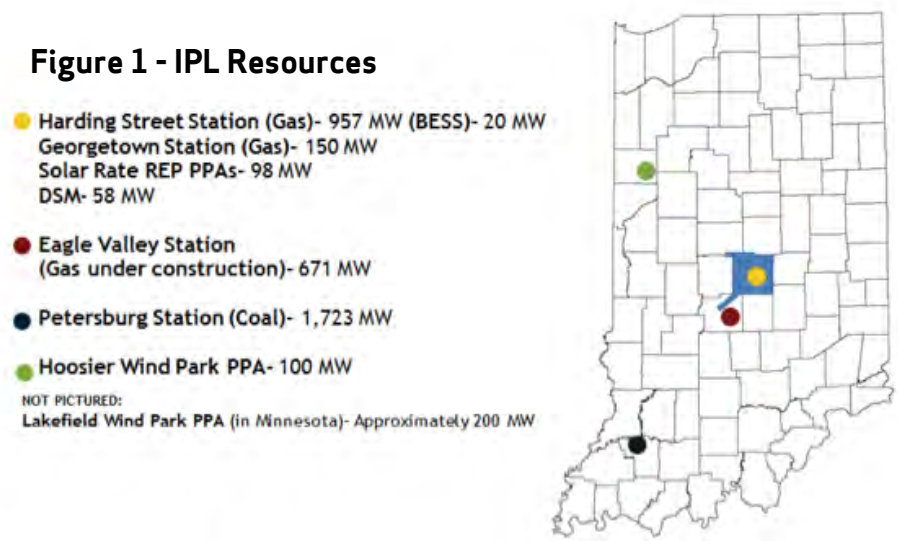 Figure 1 - IPL Resources
Harding Street Station (Gas)- 957 MW (BESS)- 20 MW
Georgetown Station (Gas)- 150 MW
Solar Rate REP PPAs- 98 MW
DSM- 58 MW
Eagle Valley Station
(Gas under construction)- 671 MW
Petersburg Station (Coal)- 1,723 MW
Hoosier Wind Park PPA- 100 MW
NOT PICTURED:
Lakefield Wind Park PPA (in Minnesota)- Approximately 200 MW